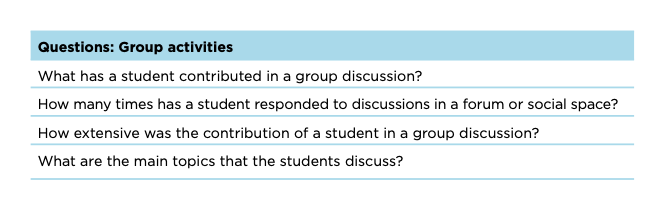 Questions: Group activities
What has a student contributed in a group discussion?
How many times has a student responded to discussions in a forum or social space?
How extensive was the contribution of a student in a group discussion?
What are the main topics that the students discuss?